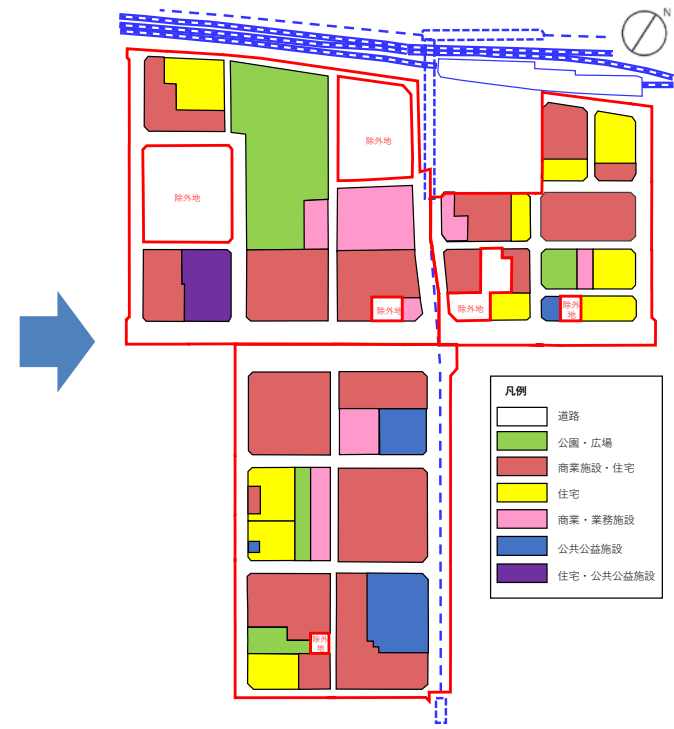 N
除外地
除外地
除外地
除外地
除外
地
凡例
道路
公園・広場
商業施設・住宅
住宅
商業・業務施設
公共公益施設
住宅・公共公益施設
除外
地